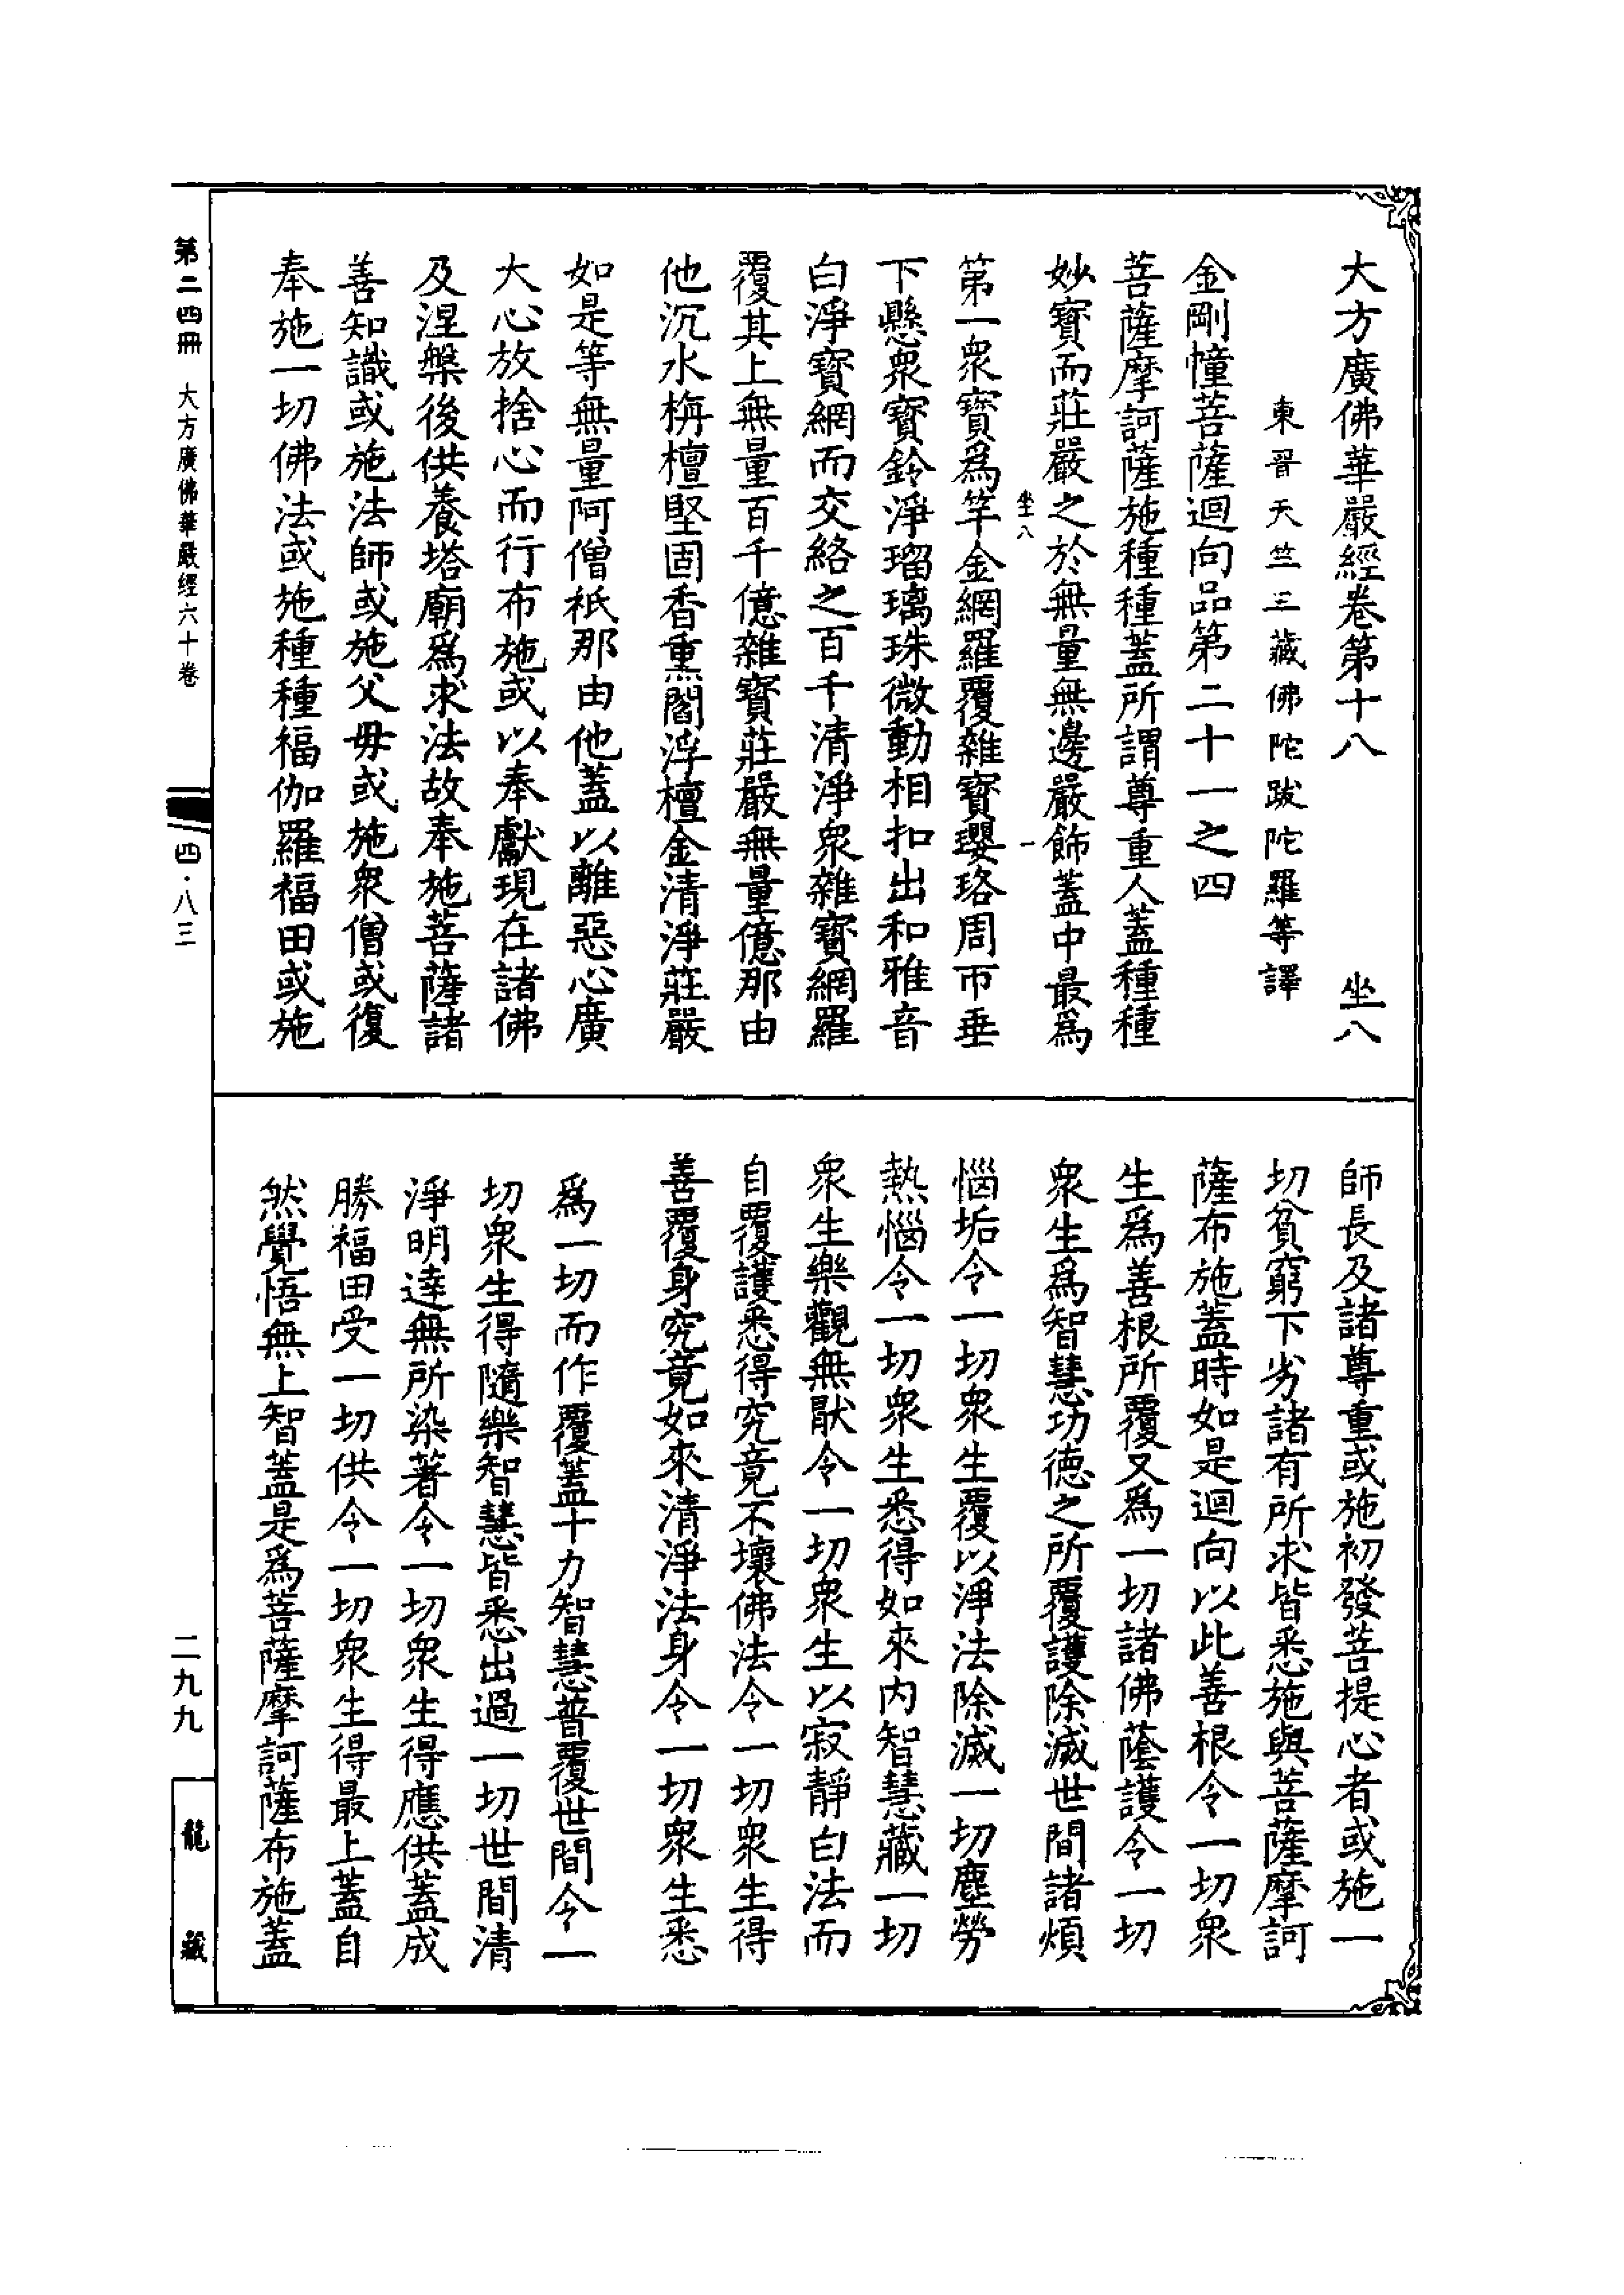 大方廣佛華嚴經卷第十八 坐八
東晉天竺三藏佛陀跋陀羅等譯
金剛幢菩薩迴向品第二十一之四
菩薩摩訶薩施種種蓋所謂尊重人蓋種種
妙寶而莊嚴之於無量無邊嚴飾蓋中最爲
坐八 一
第一衆寶爲竿金網羅覆雜寶瓔珞周帀垂
下懸衆寶鈴淨瑠璃珠微動相扣出和雅音
白淨寶網而交絡之百千清淨衆雜寶網羅
覆其上無量百千億雜寶莊嚴無量億那由
他沉水栴檀堅固香熏閻浮檀金清淨莊嚴
如是等無量阿僧祇那由他蓋以離惡心廣
大心放捨心而行布施或以奉獻現在諸佛
及涅槃後供養塔廟爲求法故奉施菩薩諸
善知識或施法師或施父母或施衆僧或復
奉施一切佛法或施種種福伽羅福田或施
師長及諸尊重或施初發菩提心者或施一
切貧窮下劣諸有所求皆悉施與菩薩摩訶
薩布施蓋時如是迴向以此善根令一切衆
生爲善根所覆又爲一切諸佛蔭護令一切
衆生爲智慧功德之所覆護除滅世間諸煩
惱垢令一切衆生覆以淨法除滅一切塵勞
熱惱令一切衆生悉得如來內智慧藏一切
衆生樂觀無猒令一切衆生以寂靜白法而
自覆護悉得究竟不壞佛法令一切衆生得
善覆身究竟如來清淨法身令一切衆生悉
爲一切而作覆蓋十力智慧普覆世間令一
切衆生得隨樂智慧皆悉出過一切世間清
淨明達無所染著令一切衆生得應供蓋成
勝福田受一切供令一切衆生得最上蓋自
然覺悟無上智蓋是爲菩薩摩訶薩布施蓋
第二四冊 大方廣佛華嚴經六十卷 四·八三
二九九
龍藏